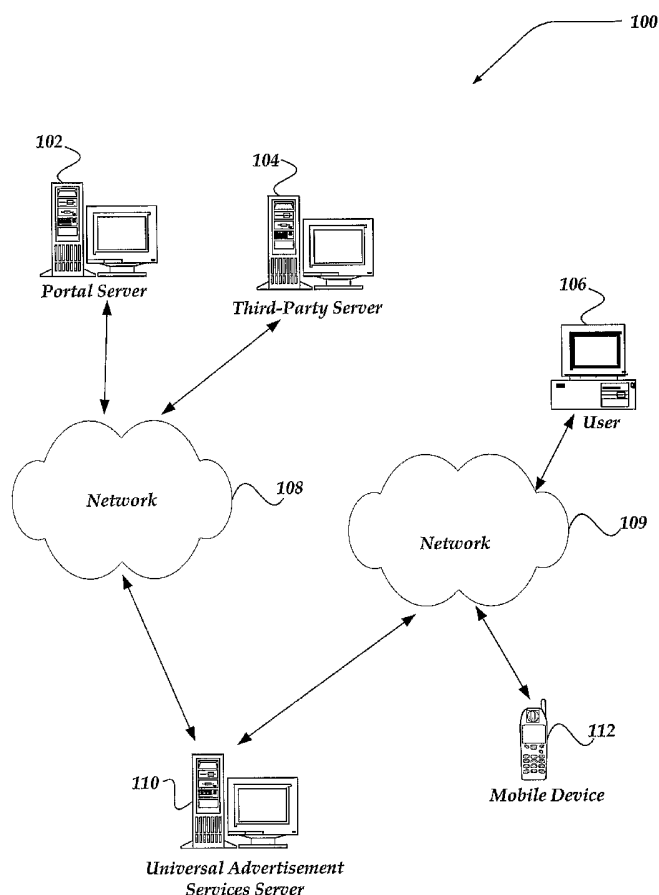 100
102
104
Portal Server
Third-Party Server
106
User
Network
108
Network
109
112
Mobile Device
110
Universal Advertisement
Services Server